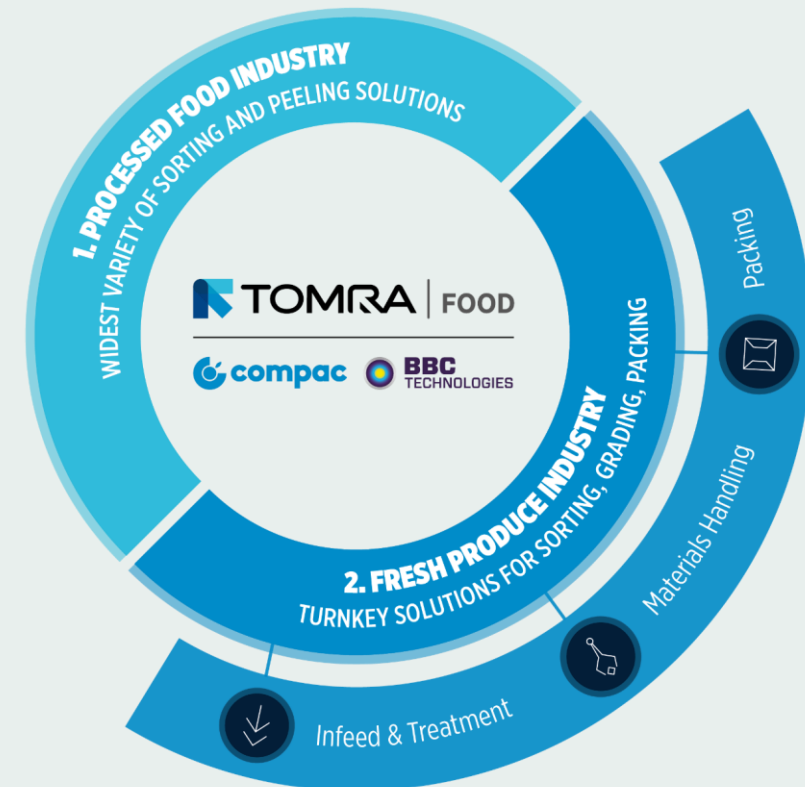 1. PROCESSED FOOD INDUSTRY
WIDEST VARIETY OF SORTING AND PEELING SOLUTIONS
TOMRA | FOOD
compac
BBC
TECHNOLOGIES
2. FRESH PRODUCE INDUSTRY
TURNKEY SOLUTIONS FOR SORTING, GRADING, PACKING
Packing
Materials Handling
Infeed & Treatment